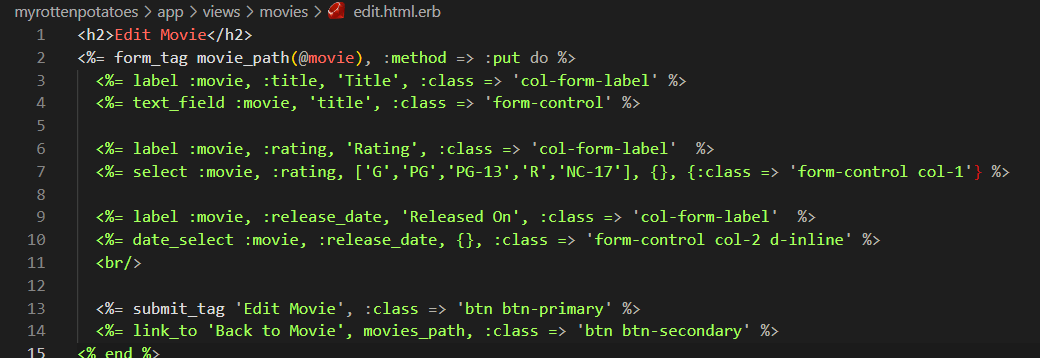 myrottenpotatoes > app > views > movies > edit.html.erb
1 <h2>Edit Movie</h2>
2 <%= form_tag movie_path(@movie), :method => :put do %>
3 <%= label :movie, :title, 'Title', :class => 'col-form-label' %>
4 <%= text_field :movie, 'title', :class => 'form-control' %>
5
6 <%= label :movie, :rating, 'Rating', :class => 'col-form-label'  %>
7 <%= select :movie, :rating, ['G','PG','PG-13','R','NC-17'], {}, {:class => 'form-control col-1'} %>
8
9 <%= label :movie, :release_date, 'Released On', :class => 'col-form-label'  %>
10 <%= date_select :movie, :release_date, {}, :class => 'form-control col-2 d-inline' %>
11 <br/>
12
13 <%= submit_tag 'Edit Movie', :class => 'btn btn-primary' %>
14 <%= link_to 'Back to Movie', movies_path, :class => 'btn btn-secondary' %>
15 <% end %>